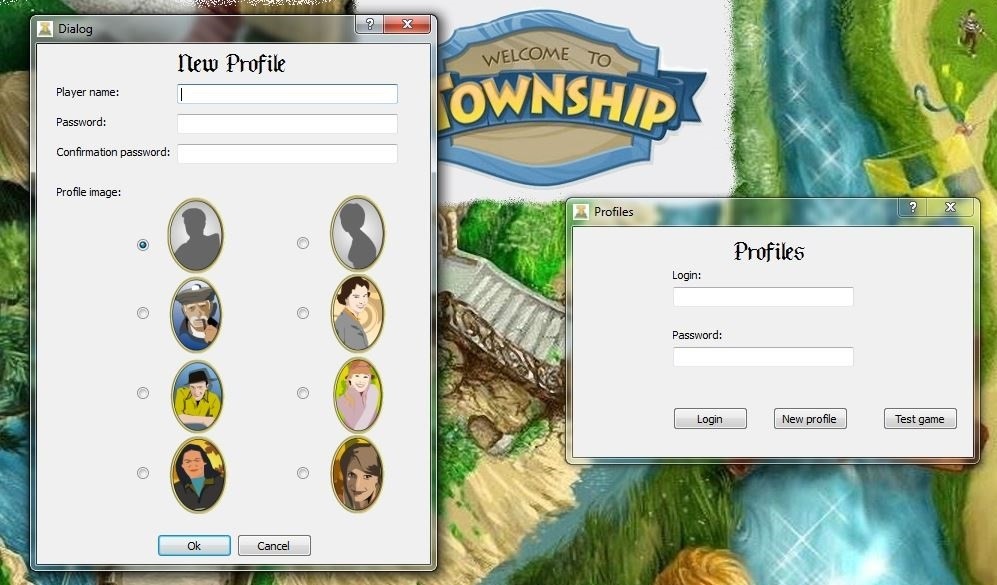 Dialog
?
X
New Profile
Player name:
Password:
Confirmation password:
Profile image:
Ok
Cancel
WELCOME TO
TOWNSHIP
Profiles
?
X
Profiles
Login:
Password:
Login
New profile
Test game